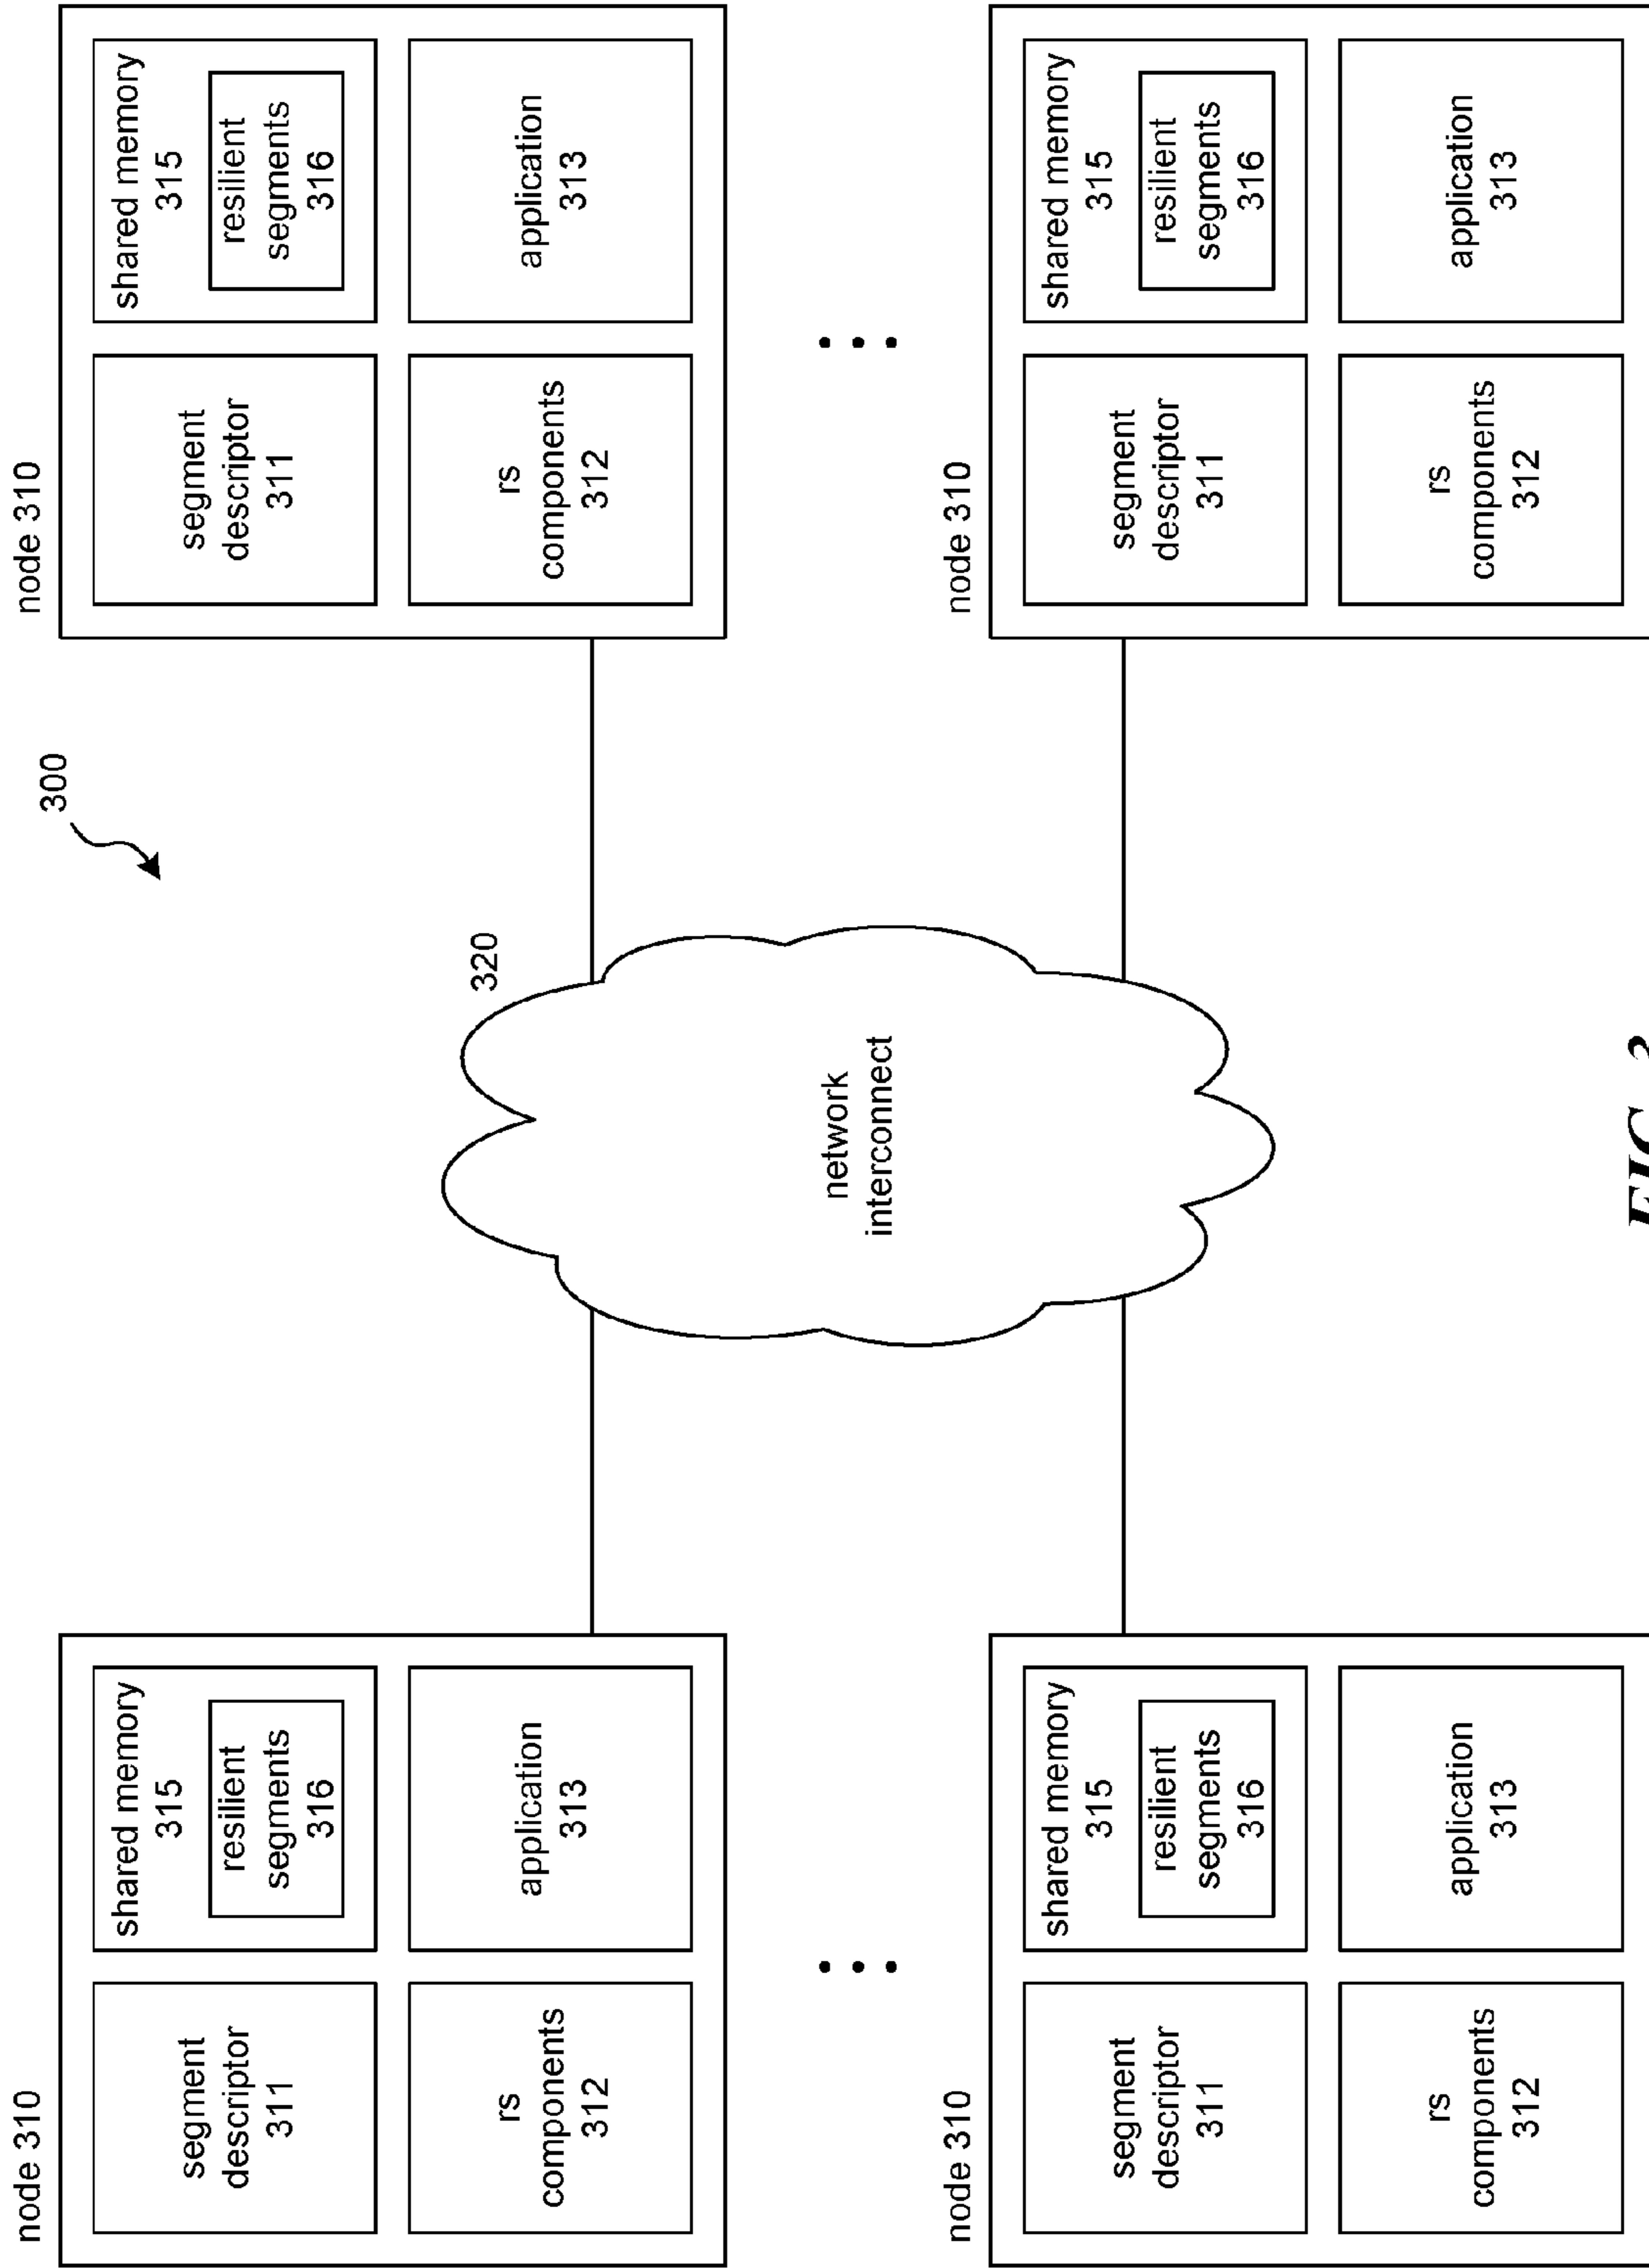 node 310
segment
descriptor
311
shared memory
315
resilient
segments
316
rs
components
312
application
313
300
node 310
segment
descriptor
311
shared memory
315
resilient
segments
316
rs
components
312
application
313
320
network
interconnect
node 310
segment
descriptor
311
shared memory
315
resilient
segments
316
rs
components
312
application
313
node 310
segment
descriptor
311
shared memory
315
resilient
segments
316
rs
components
312
application
313
FIG. 3